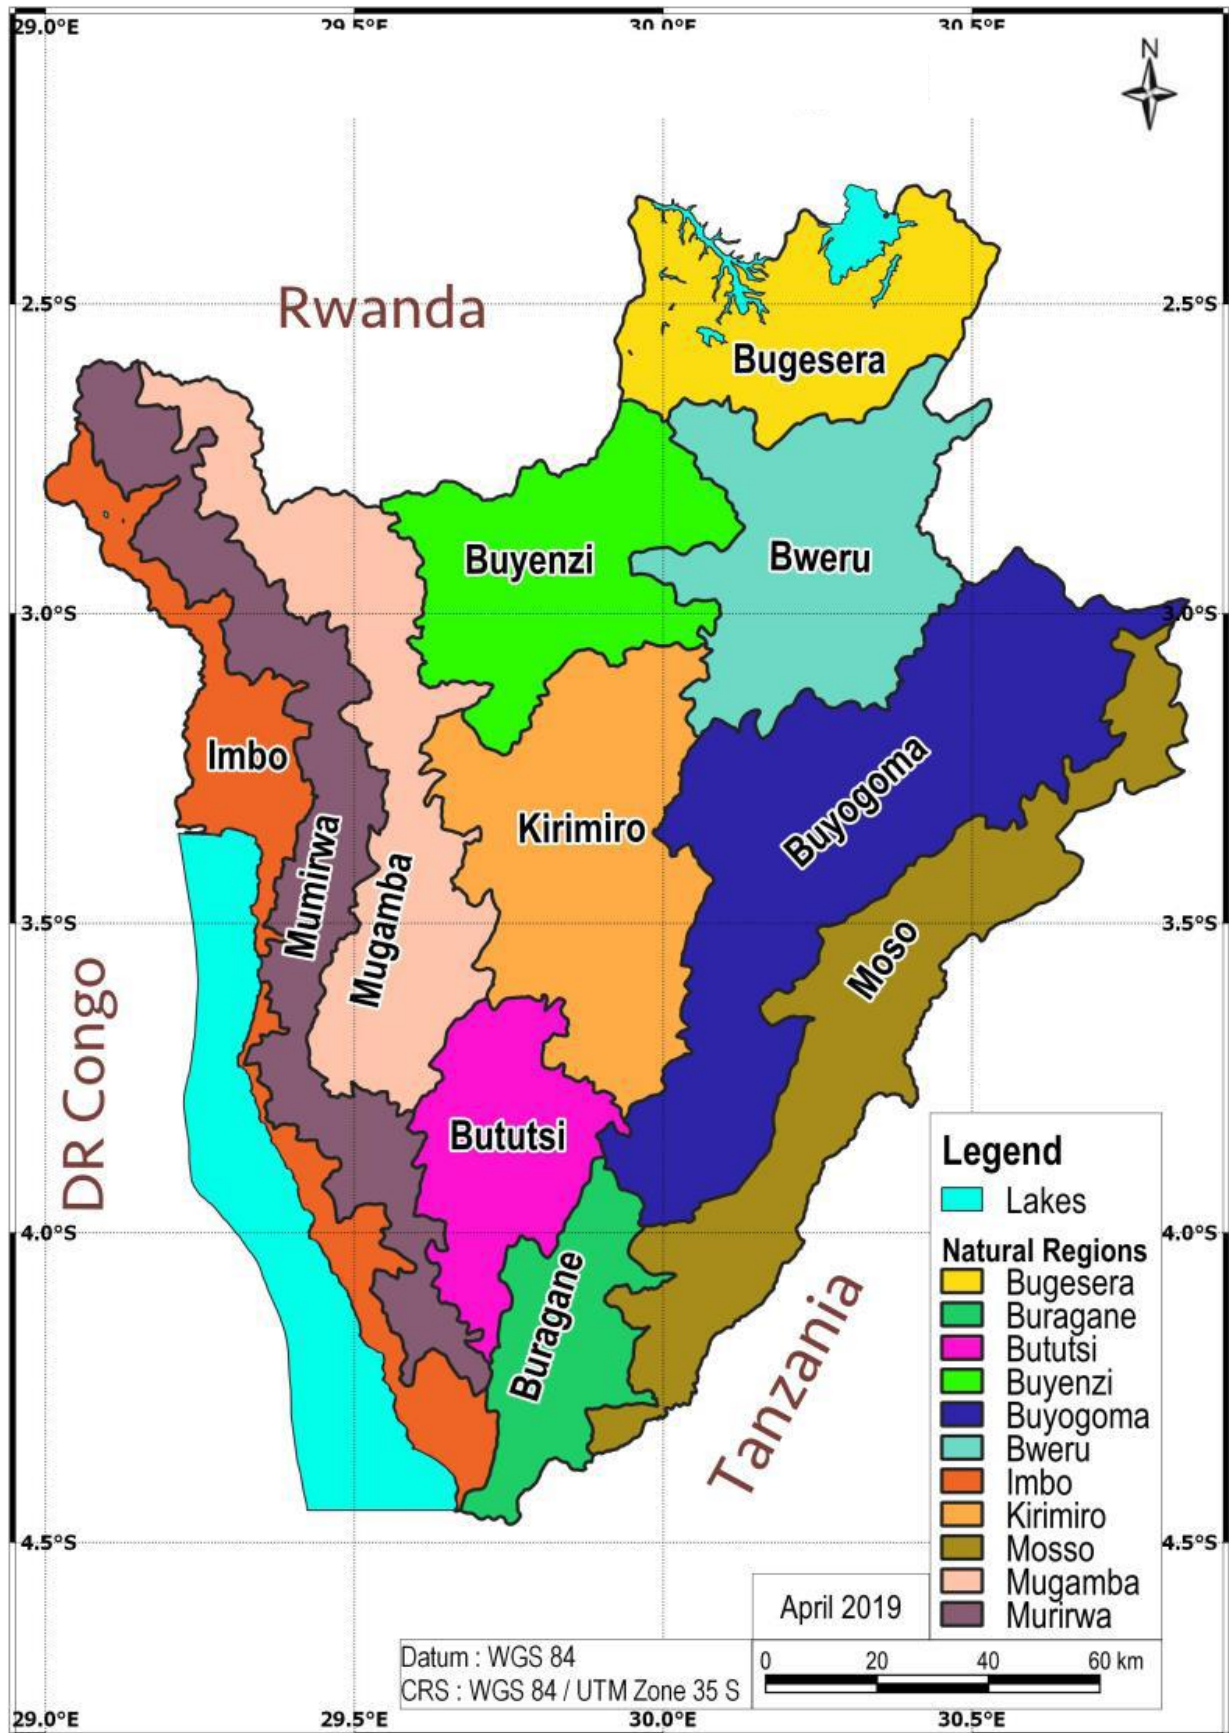 29.0°E 29.5°E 30.0°E 30.5°E
N
2.5°S 2.5°S
Rwanda
Bugesera
Buyenzi
Bweru
3.0°S 3.0°S
Imbo
Buyogoma
Kirimiro
Mumirwa
Mugamba
3.5°S 3.5°S
Moso
DR Congo
Bututsi
4.0°S 4.0°S
Buragane
Tanzania
Legend
Lakes
Natural Regions
Bugesera
Buragane
Bututsi
Buyenzi
Buyogoma
Bweru
Imbo
Kirimiro
Mosso
Mugamba
Murirwa
4.5°S 4.5°S
April 2019
Datum : WGS 84
CRS : WGS 84 / UTM Zone 35 S
0 20 40 60 km
29.0°E 29.5°E 30.0°E 30.5°E